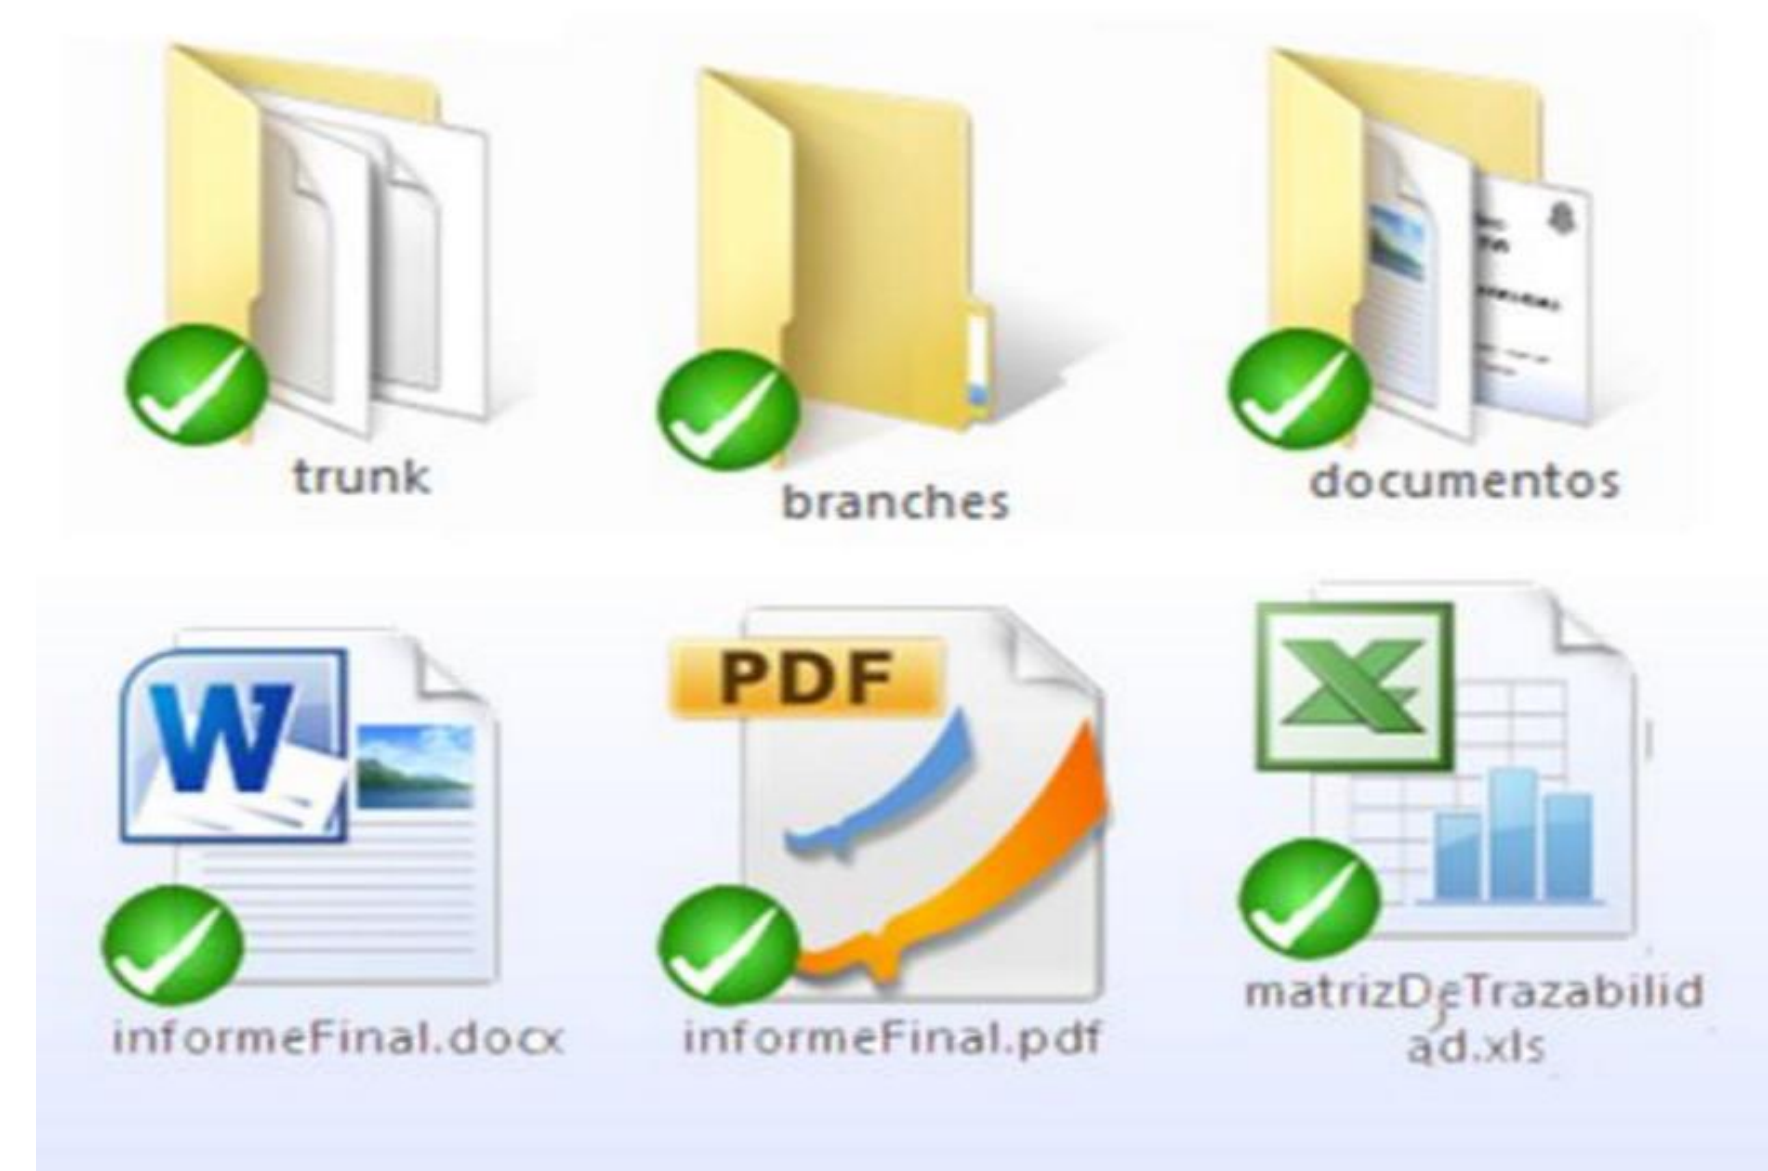 trunk
branches
documentos
W
PDF
X
informeFinal.docx
informeFinal.pdf
matrizDeTrazabilid
ad.xls